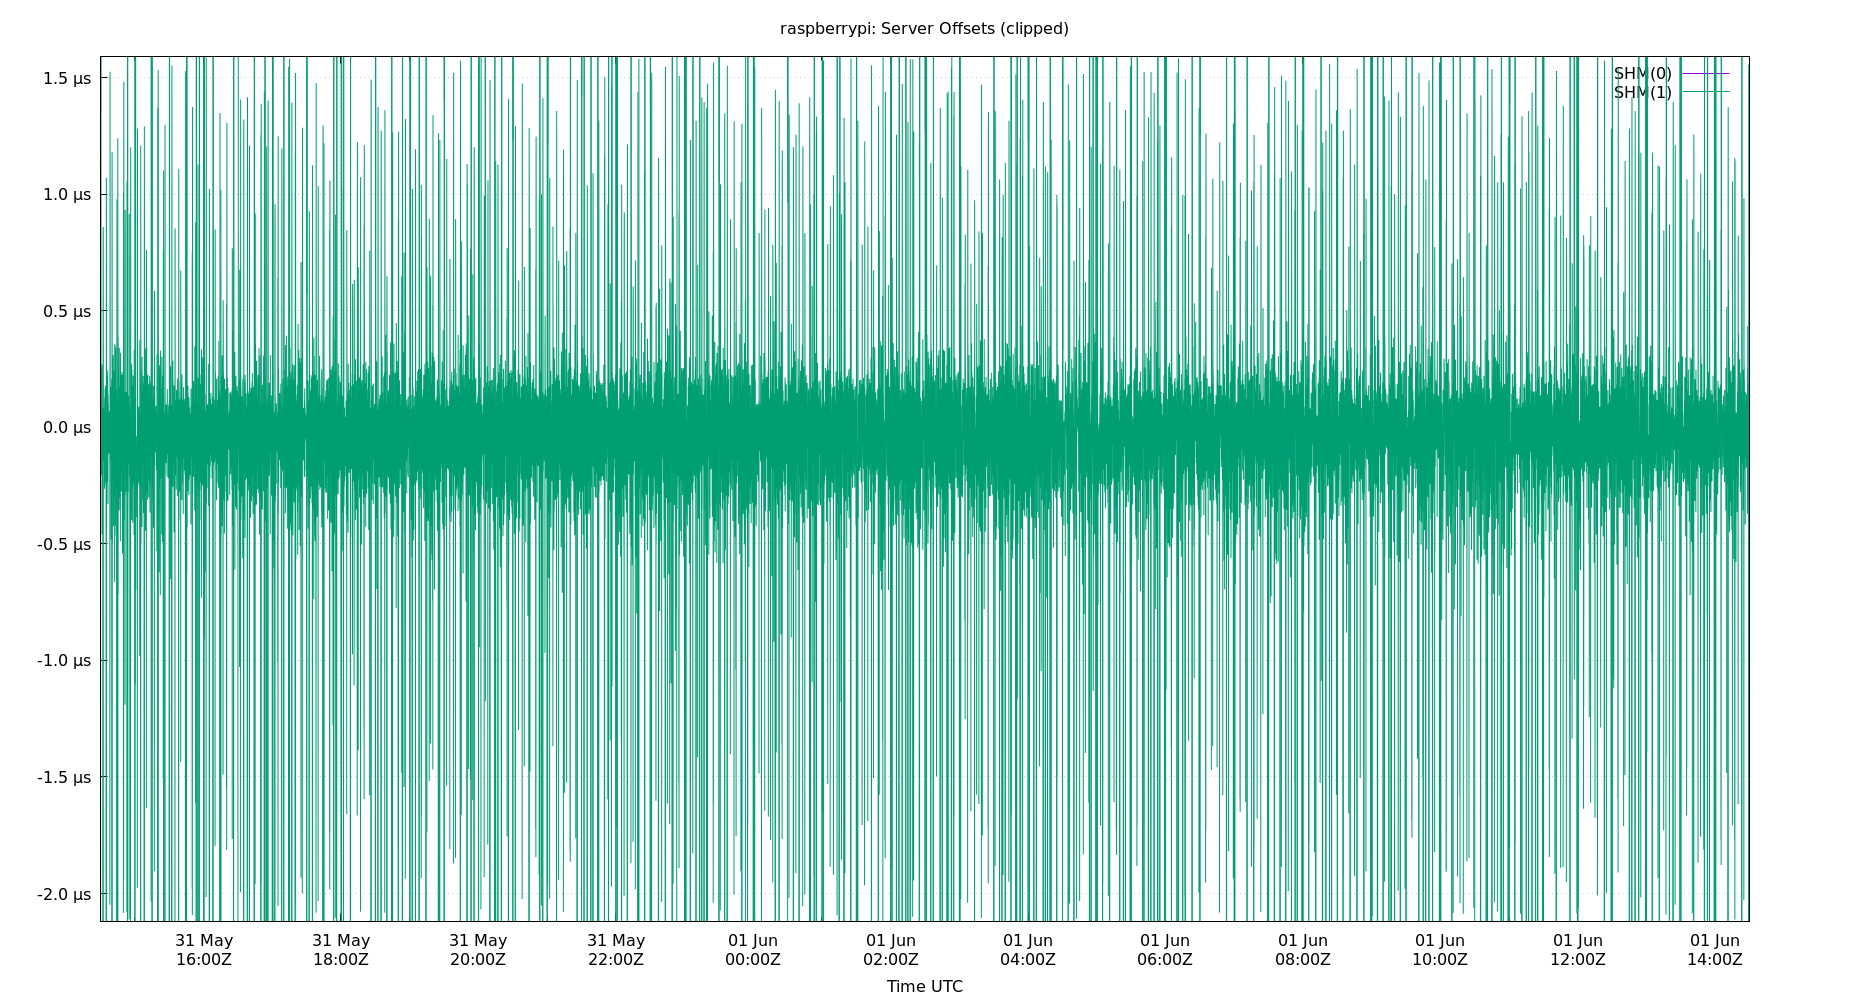 raspberrypi: Server Offsets (clipped)
SHM(0)
SHM(1)
1.5 µs
1.0 µs
0.5 µs
0.0 µs
-0.5 µs
-1.0 µs
-1.5 µs
-2.0 µs
31 May 31 May 31 May 31 May 01 Jun 01 Jun 01 Jun 01 Jun 01 Jun 01 Jun 01 Jun 01 Jun
16:00Z 18:00Z 20:00Z 22:00Z 00:00Z 02:00Z 04:00Z 06:00Z 08:00Z 10:00Z 12:00Z 14:00Z
Time UTC